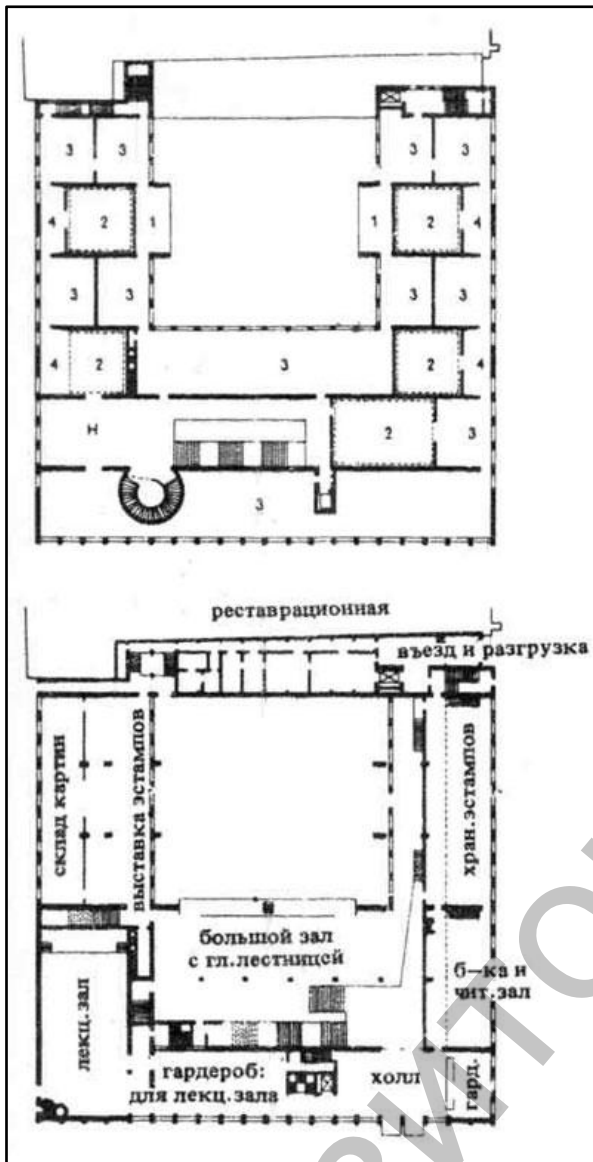 3 3 3 3
4 2 1 1 2 4
3 3 3 3
4 2 3 2 4
Н 2 3
3
реставрационная
въезд и разгрузка
склад картин
выставка эстампов
хран.эстампов
большой зал
с гл.лестницей
б-ка и
чит.зал
лекц.зал
гардероб:
для лекц.зала
холл
гард.
РИТО